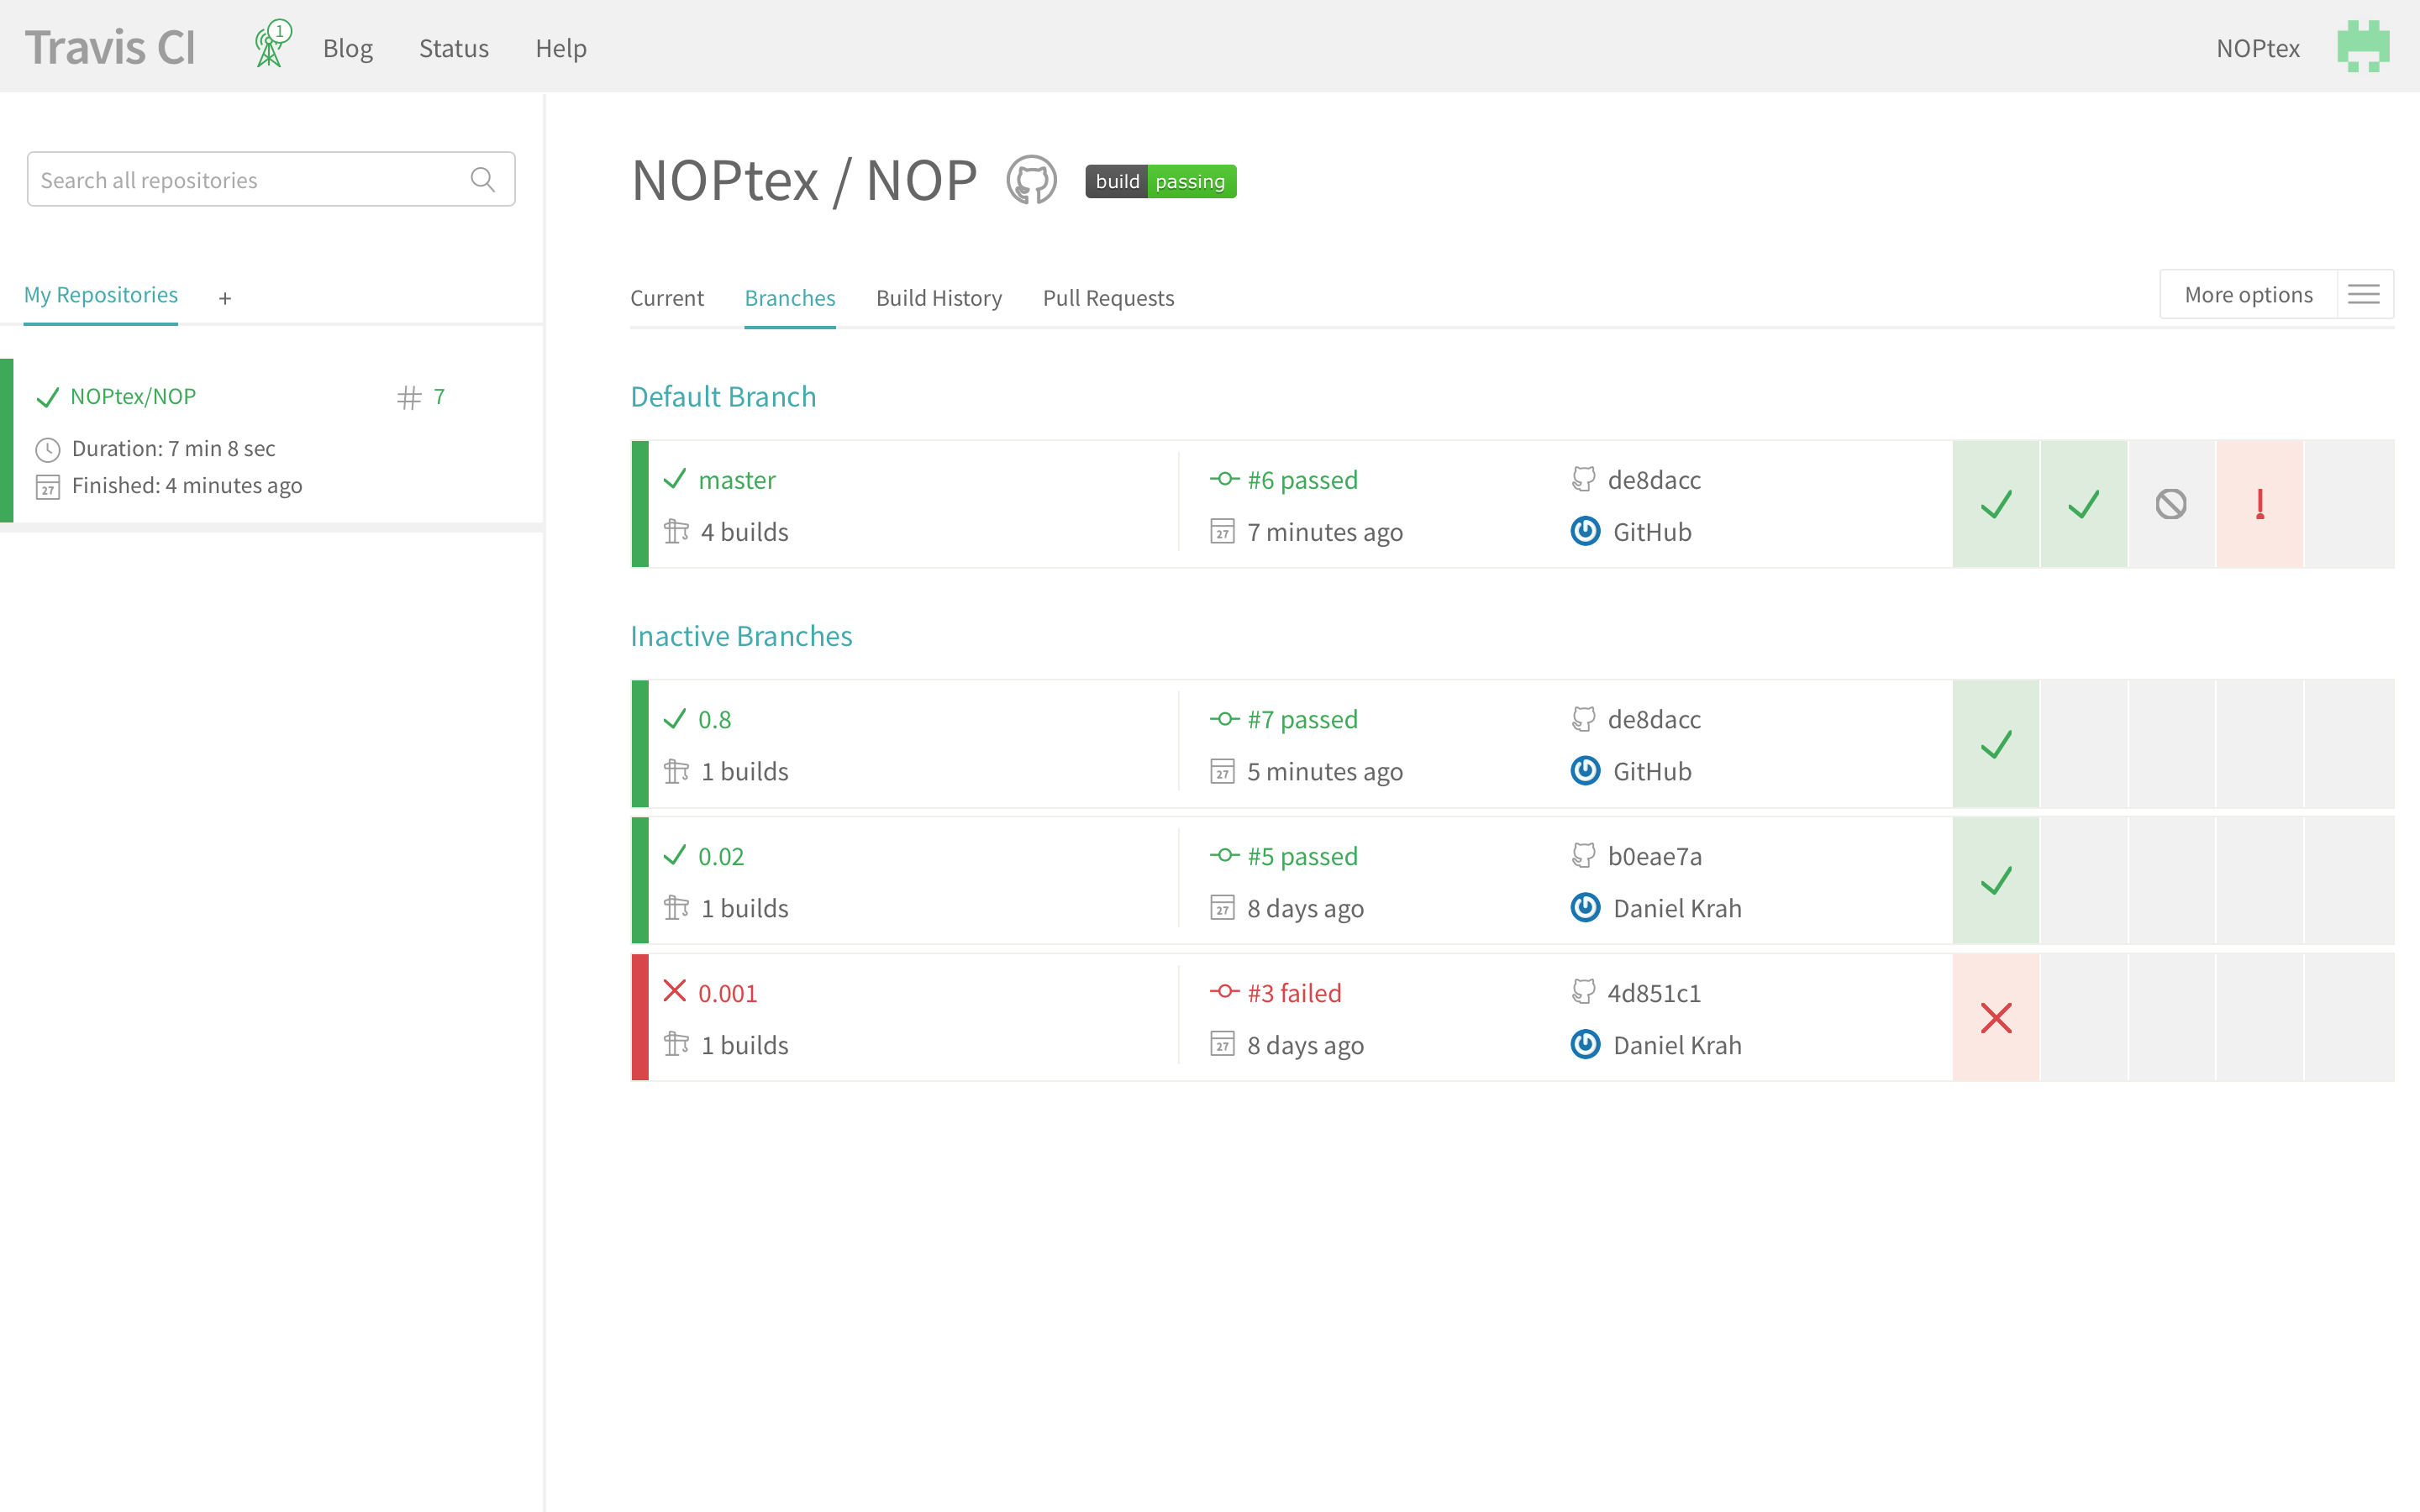 Travis CI
1
Blog
Status
Help
NOPtex
Search all repositories
My Repositories
+
NOPtex/NOP
# 7
Duration: 7 min 8 sec
27 Finished: 4 minutes ago
NOPtex / NOP
build passing
Current
Branches
Build History
Pull Requests
More options
Default Branch
master
#6 passed
de8dacc
4 builds
27 7 minutes ago
GitHub
!
Inactive Branches
0.8
#7 passed
de8dacc
1 builds
27 5 minutes ago
GitHub
0.02
#5 passed
b0eae7a
1 builds
27 8 days ago
Daniel Krah
0.001
#3 failed
4d851c1
1 builds
27 8 days ago
Daniel Krah